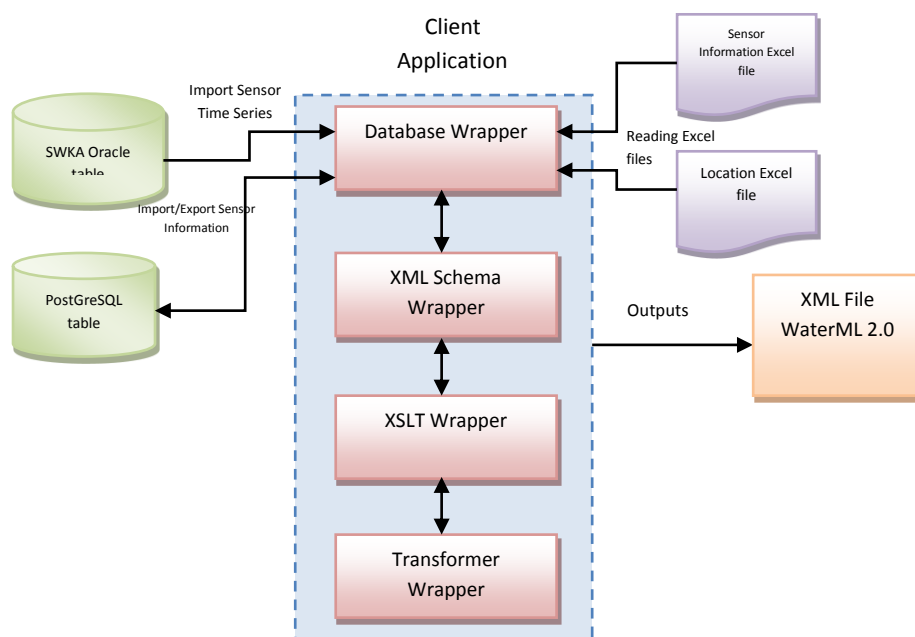 Client
Application
Sensor
Information Excel
file
Import Sensor
Time Series
SWKA Oracle
table
Database Wrapper
Reading Excel
files
Location Excel
file
Import/Export Sensor
Information
PostGreSQL
table
XML Schema
Wrapper
Outputs
XML File
WaterML 2.0
XSLT Wrapper
Transformer
Wrapper